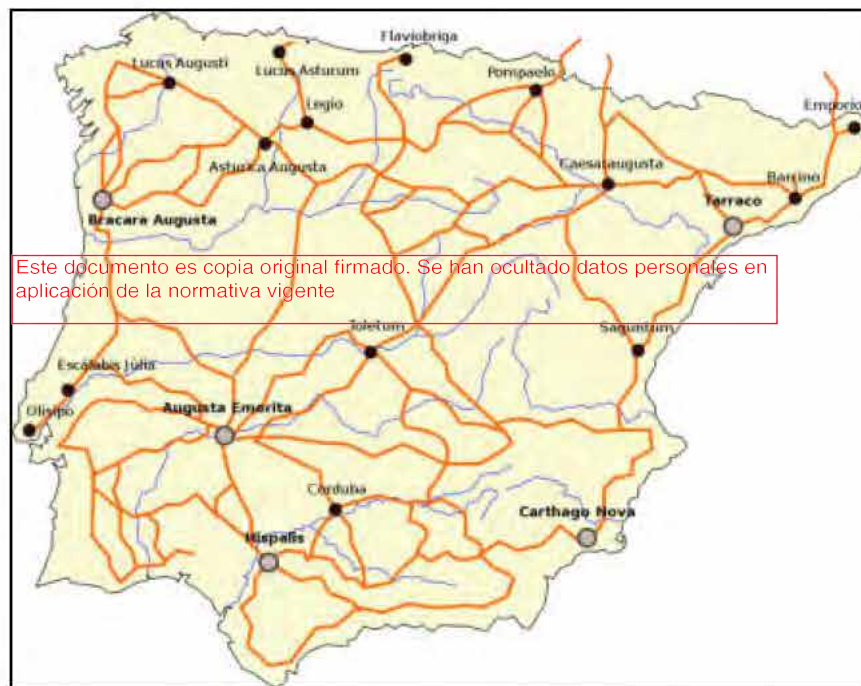 Flaviobriga
Lucus Augusti
Lucus Asturum
Pompaelo
Legio
Emporiae
Asturica Augusta
Caesaraugusta
Barcino
Bracara Augusta
Tarraco
Este documento es copia original firmado. Se han ocultado datos personales en
aplicación de la normativa vigente
Toletum
Saguntum
Escalabis Júlia
Augusta Emerita
Olisipo
Corduba
Carthago Nova
Hispalis